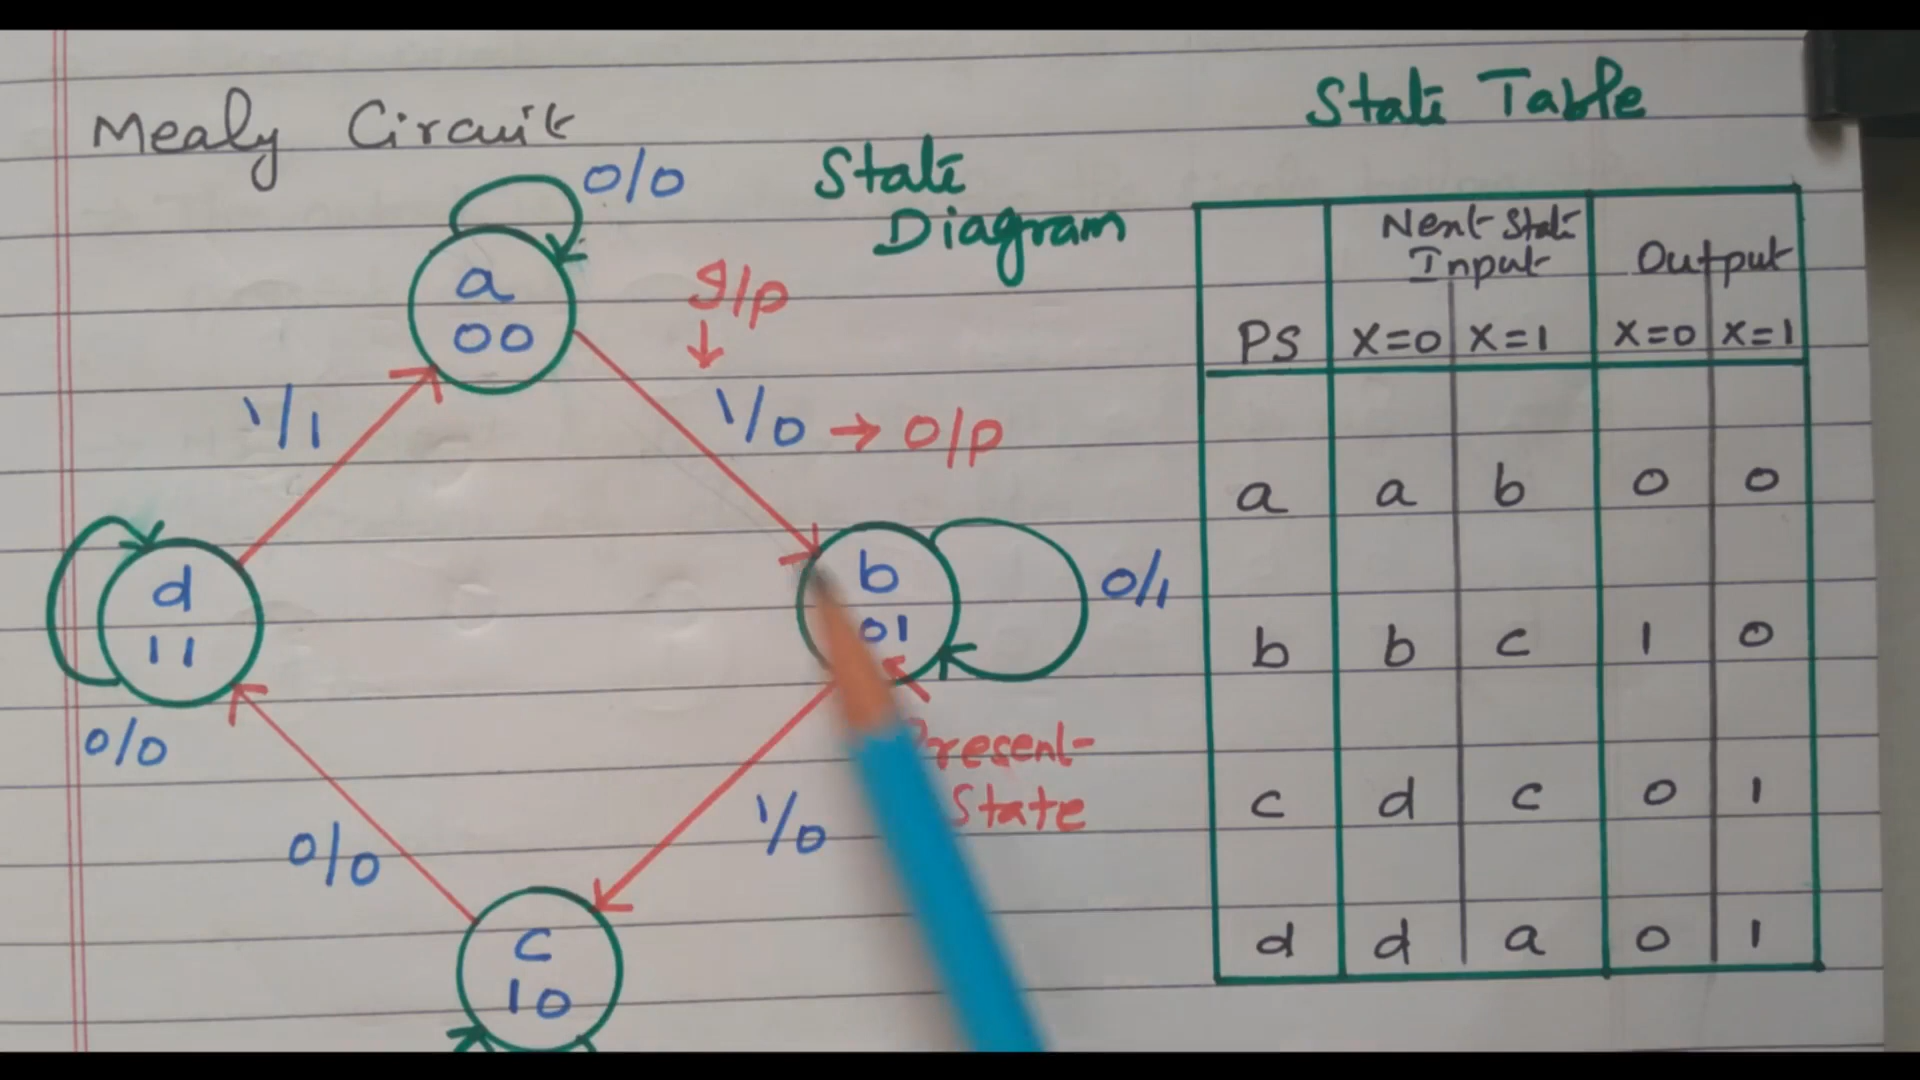 Mealy Circuit
State
Diagram
0/0
a
00
I/p
1/0 → o/p
1/1
d
11
0/0
b
01
0/1
Present
State
1/0
0/0
c
10
State Table
Next State
Input
Output
PS X=0 X=1 X=0 X=1
a a b 0 0
b b c 1 0
c d c 0 1
d d a 0 1